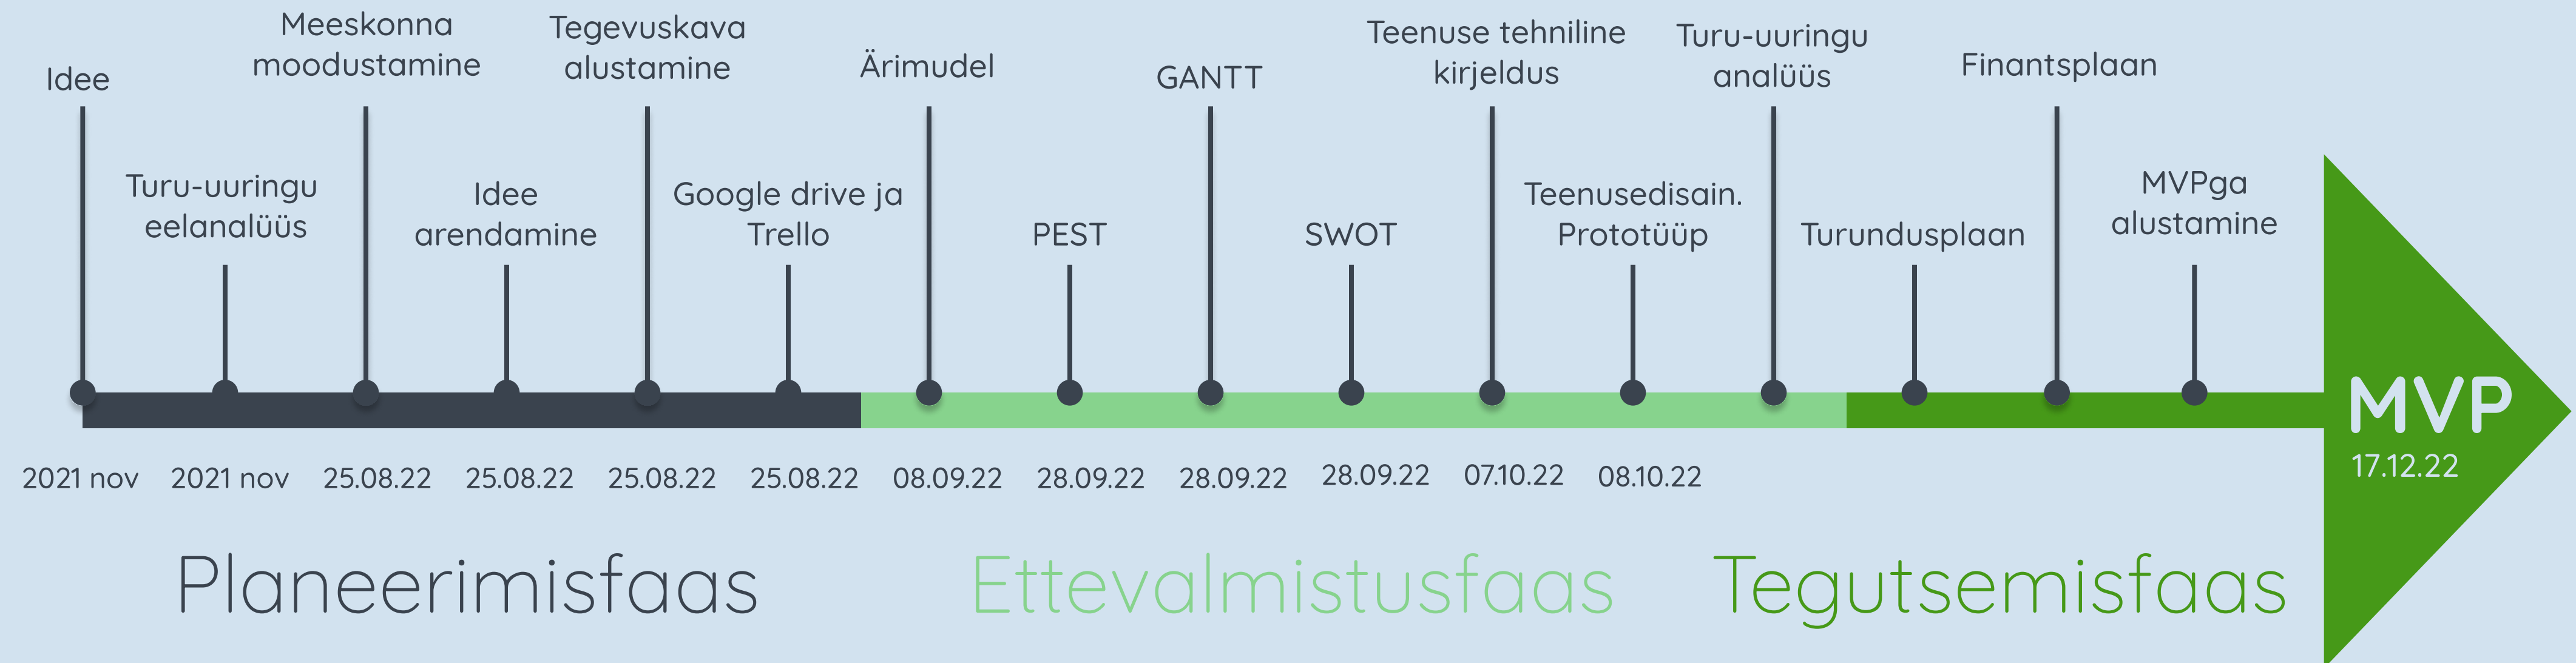 Idee
Turu-uuringu
eelanalüüs
Meeskonna
moodustamine
Idee
arendamine
Tegevuskava
alustamine
Google drive ja
Trello
Ärimudel
PEST
GANTT
SWOT
Teenuse tehniline
kirjeldus
Teenusedisain.
Prototüüp
Turu-uuringu
analüüs
Turundusplaan
Finantsplaan
MVPga
alustamine
MVP
17.12.22
2021 nov
2021 nov
25.08.22
25.08.22
25.08.22
25.08.22
08.09.22
28.09.22
28.09.22
28.09.22
07.10.22
08.10.22
Planeerimisfaas
Ettevalmistusfaas
Tegutsemisfaas